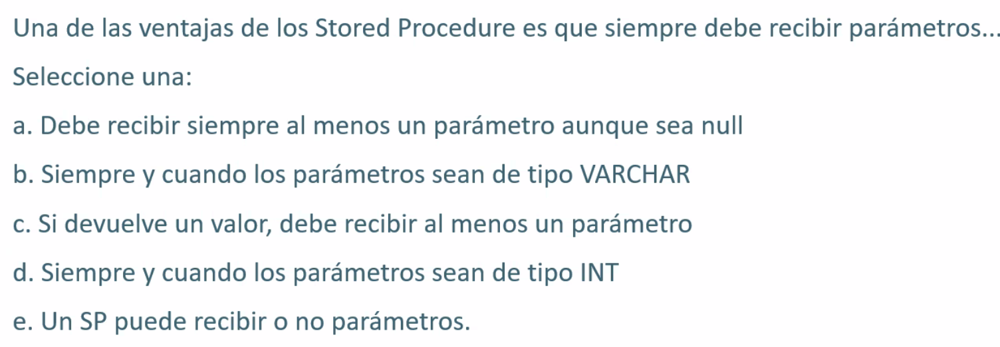 Una de las ventajas de los Stored Procedure es que siempre debe recibir parámetros...
Seleccione una:
a. Debe recibir siempre al menos un parámetro aunque sea null
b. Siempre y cuando los parámetros sean de tipo VARCHAR
c. Si devuelve un valor, debe recibir al menos un parámetro
d. Siempre y cuando los parámetros sean de tipo INT
e. Un SP puede recibir o no parámetros.